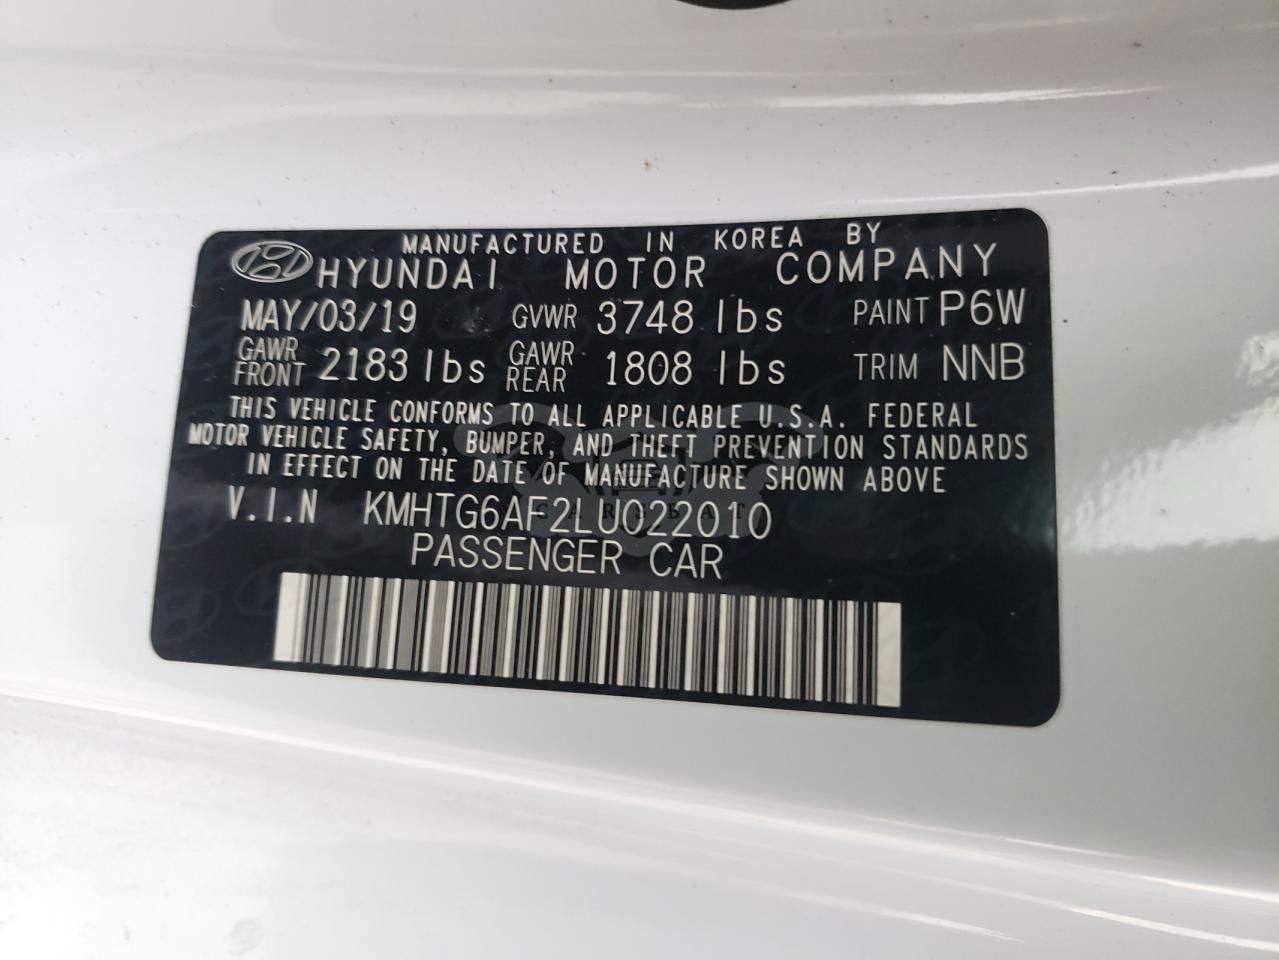 MANUFACTURED IN KOREA BY
HYUNDAI MOTOR COMPANY
MAY/03/19 GVWR 3748 lbs PAINT P6W
GAWR FRONT 2183 lbs GAWR REAR 1808 lbs TRIM NNB
THIS VEHICLE CONFORMS TO ALL APPLICABLE U.S.A. FEDERAL
MOTOR VEHICLE SAFETY, BUMPER, AND THEFT PREVENTION STANDARDS
IN EFFECT ON THE DATE OF MANUFACTURE SHOWN ABOVE
V.I.N KMHTG6AF2LU022010
PASSENGER CAR